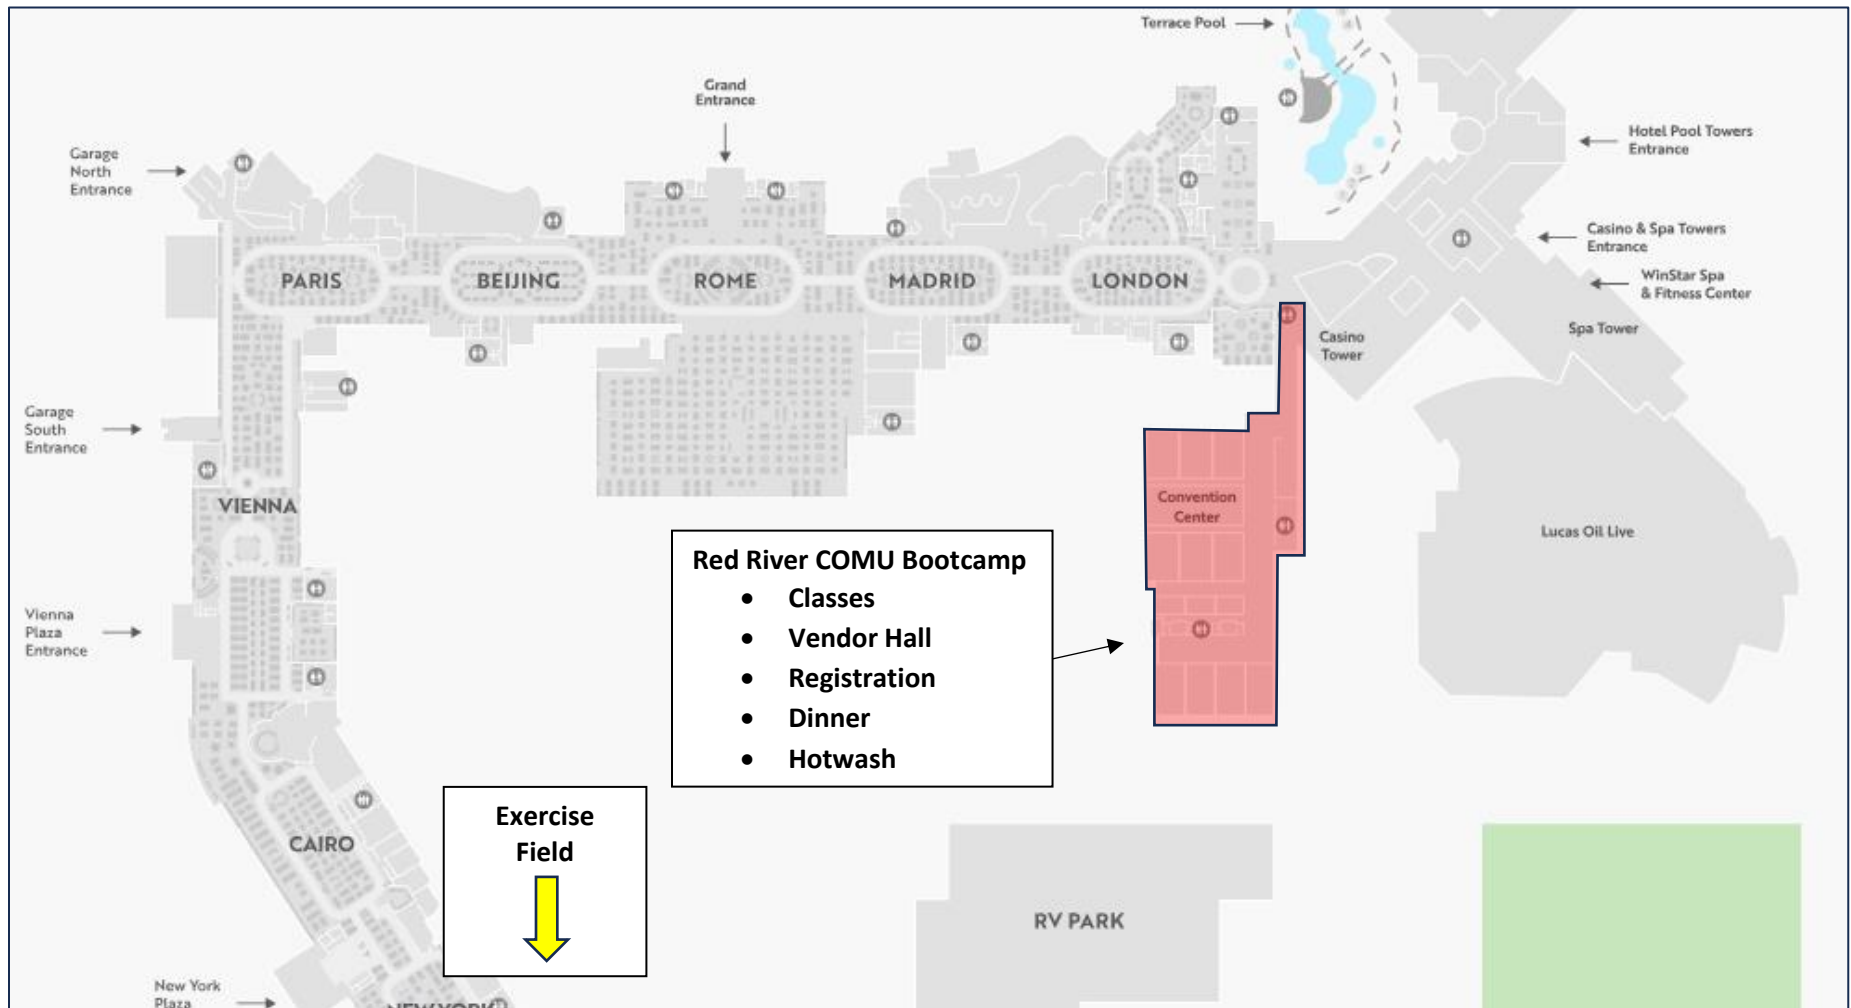 Terrace Pool
Grand
Entrance
Hotel Pool Towers
Entrance
Garage
North
Entrance
Casino & Spa Towers
Entrance
PARIS
BEIJING
ROME
MADRID
LONDON
WinStar Spa
& Fitness Center
Spa Tower
Casino
Tower
Garage
South
Entrance
VIENNA
Convention
Center
Lucas Oil Live
Red River COMU Bootcamp
• Classes
• Vendor Hall
• Registration
• Dinner
• Hotwash
Vienna
Plaza
Entrance
CAIRO
Exercise
Field
RV PARK
New York
Plaza
NEW YORK